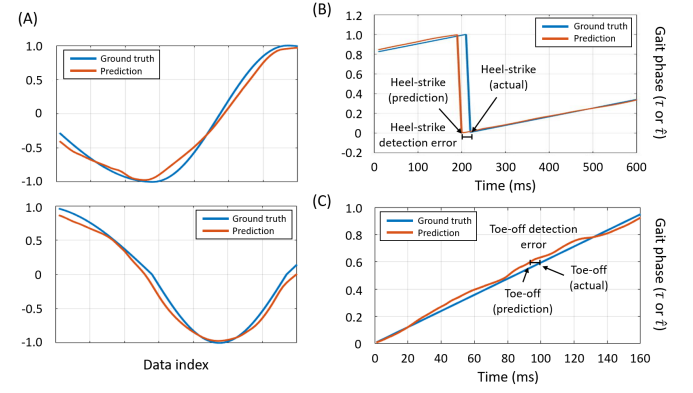 (A)
1.0
0.5
0
-0.5
-1.0
Ground truth
Prediction
1.0
0.5
0
-0.5
-1.0
Ground truth
Prediction
Data index
(B)
1.2
1.0
0.8
0.6
0.4
0.2
0
-0.2
Ground truth
Prediction
Heel-strike
(prediction)
Heel-strike
(actual)
Heel-strike
detection error
0 100 200 300 400 500 600
Time (ms)
Gait phase (τ or τ̂)
(C)
1.0
0.8
0.6
0.4
0.2
0
Ground truth
Prediction
Toe-off detection
error
Toe-off
(prediction)
Toe-off
(actual)
0 20 40 60 80 100 120 140 160
Time (ms)
Gait phase (τ or τ̂)